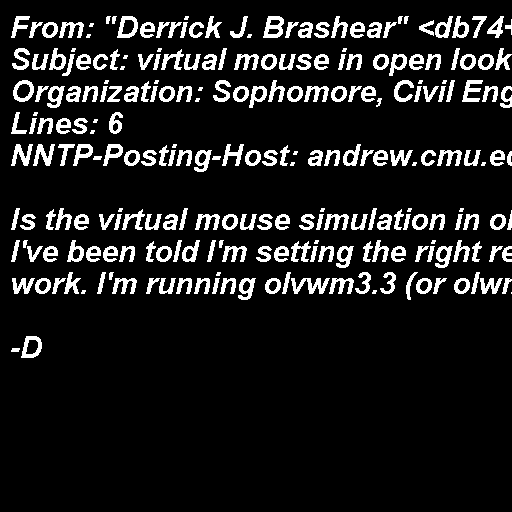 From: "Derrick J. Brashear" <db74+
Subject: virtual mouse in open look
Organization: Sophomore, Civil Eng
Lines: 6
NNTP-Posting-Host: andrew.cmu.ed

Is the virtual mouse simulation in ol
I've been told I'm setting the right re
work. I'm running olvwm3.3 (or olwm

-D